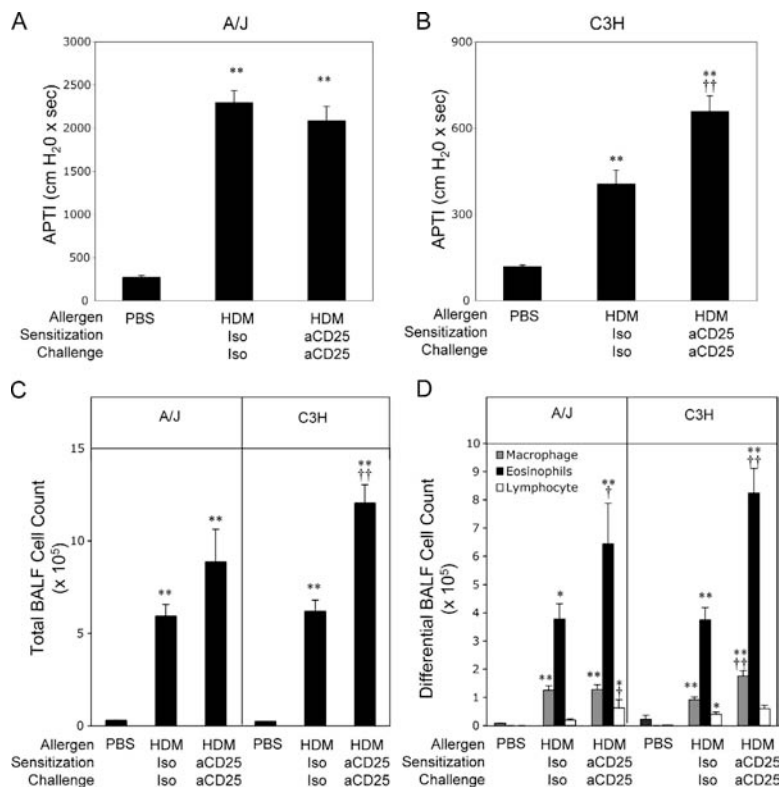 A
A/J
APTI (cm H₂0 x sec)
3000
2500
2000
1500
1000
500
0
**
**
Allergen PBS HDM HDM
Sensitization Iso aCD25
Challenge Iso aCD25
B
C3H
APTI (cm H₂0 x sec)
900
600
300
0
**
**
††
Allergen PBS HDM HDM
Sensitization Iso aCD25
Challenge Iso aCD25
C
A/J C3H
Total BALF Cell Count
(x 10⁵)
15
10
5
0
**
**
**
**
††
Allergen PBS HDM HDM PBS HDM HDM
Sensitization Iso aCD25 Iso aCD25
Challenge Iso aCD25 Iso aCD25
D
A/J C3H
Differential BALF Cell Count
(x 10⁵)
10
9
8
7
6
5
4
3
2
1
0
Macrophage
Eosinophils
Lymphocyte
**
*
**
**
†
*
†
**
**
*
**
††
**
††
Allergen PBS HDM HDM PBS HDM HDM
Sensitization Iso aCD25 Iso aCD25
Challenge Iso aCD25 Iso aCD25